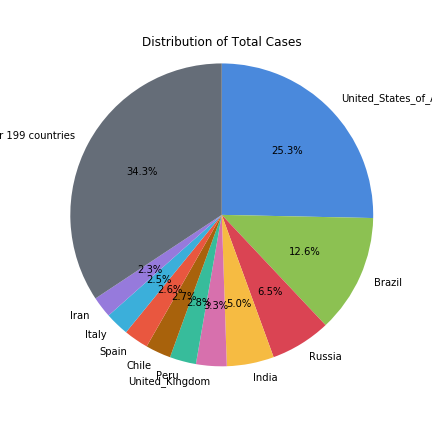 Distribution of Total Cases
United_States_of_
25.3%
r 199 countries
34.3%
12.6%
Brazil
6.5%
Russia
5.0%
India
3.3%
United_Kingdom
2.8%
Peru
2.7%
Chile
2.6%
Spain
2.5%
Italy
2.3%
Iran